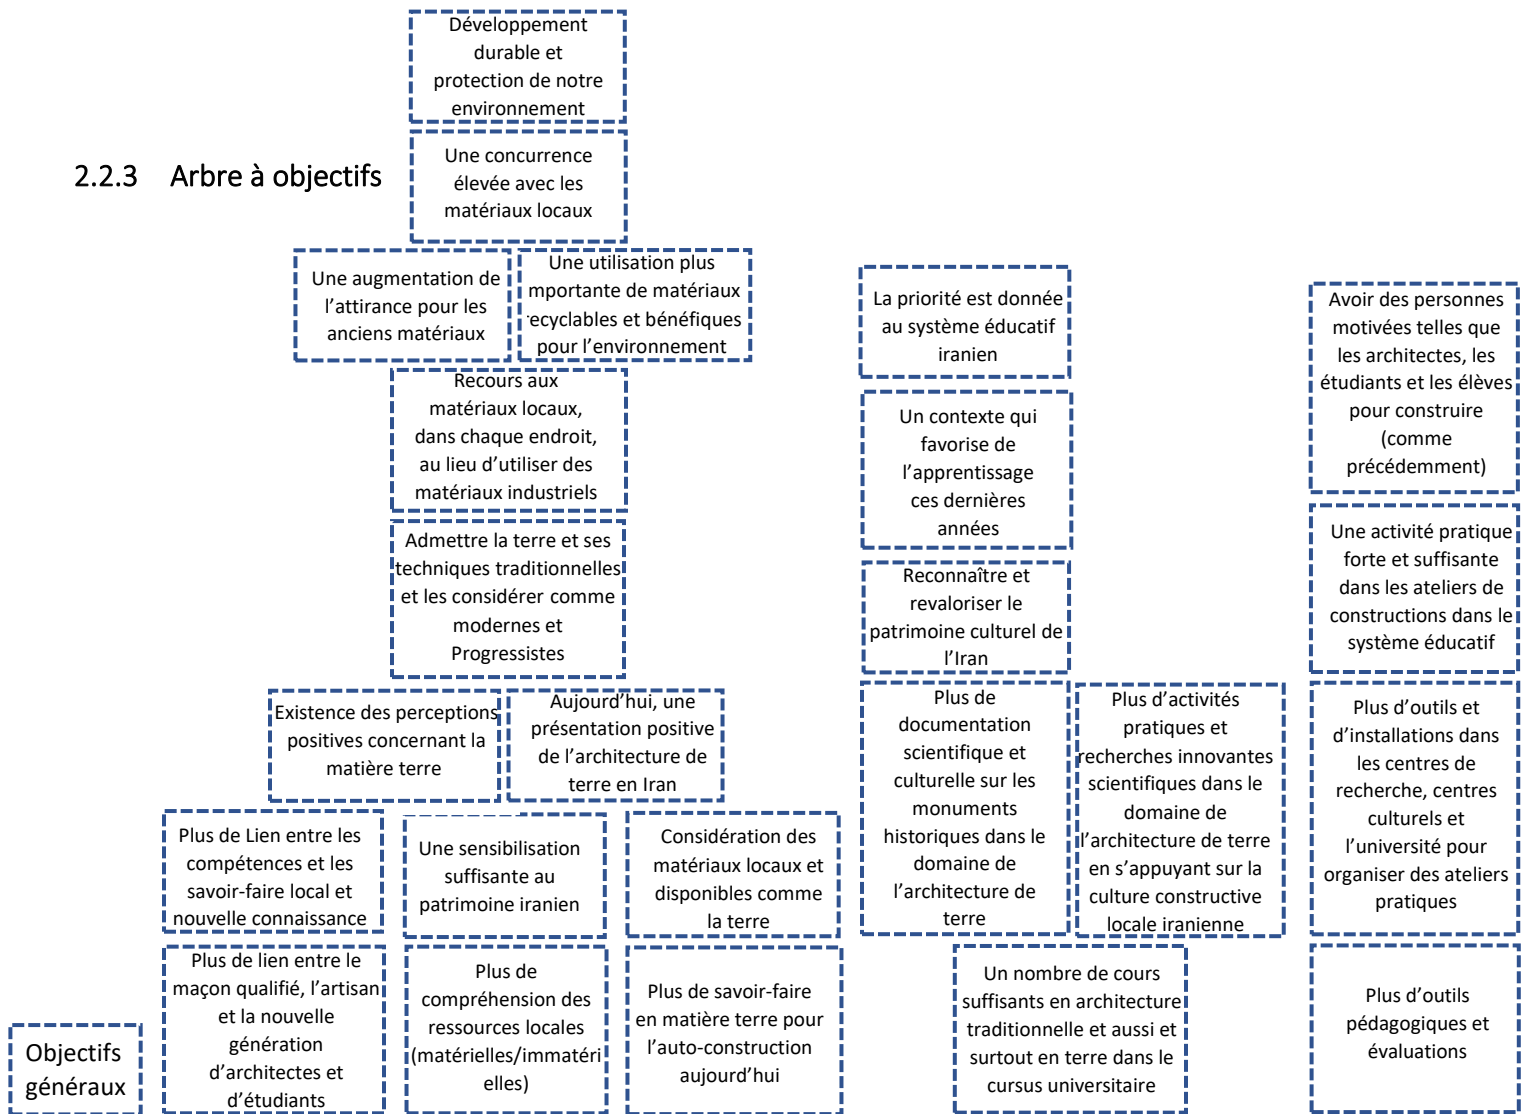 Développement
durable et
protection de notre
environnement
2.2.3 Arbre à objectifs
Une concurrence
élevée avec les
matériaux locaux
Une augmentation de
l’attirance pour les
anciens matériaux
Une utilisation plus
mportante de matériaux
ecyclables et bénéfiques
pour l’environnement
La priorité est donnée
au système éducatif
iranien
Avoir des personnes
motivées telles que
les architectes, les
étudiants et les élèves
pour construire
(comme
précédemment)
Recours aux
matériaux locaux,
dans chaque endroit,
au lieu d’utiliser des
matériaux industriels
Un contexte qui
favorise de
l’apprentissage
ces dernières
années
Admettre la terre et ses
techniques traditionnelles
et les considérer comme
modernes et
Progressistes
Reconnaître et
revaloriser le
patrimoine culturel de
l’Iran
Une activité pratique
forte et suffisante
dans les ateliers de
constructions dans le
système éducatif
Existence des perceptions
positives concernant la
matière terre
Aujourd’hui, une
présentation positive
de l’architecture de
terre en Iran
Plus de
documentation
scientifique et
culturelle sur les
monuments
historiques dans le
domaine de
l’architecture de
terre
Plus d’activités
pratiques et
recherches innovantes
scientifiques dans le
domaine de
l’architecture de terre
en s’appuyant sur la
culture constructive
locale iranienne
Plus d’outils et
d’installations dans
les centres de
recherche, centres
culturels et
l’université pour
organiser des ateliers
pratiques
Plus de Lien entre les
compétences et les
savoir-faire local et
nouvelle connaissance
Une sensibilisation
suffisante au
patrimoine iranien
Considération des
matériaux locaux et
disponibles comme
la terre
Objectifs
généraux
Plus de lien entre le
maçon qualifié, l’artisan
et la nouvelle
génération
d’architectes et
d’étudiants
Plus de
compréhension des
ressources locales
(matérielles/immatéri
elles)
Plus de savoir-faire
en matière terre pour
l’auto-construction
aujourd’hui
Un nombre de cours
suffisants en architecture
traditionnelle et aussi et
surtout en terre dans le
cursus universitaire
Plus d’outils
pédagogiques et
évaluations